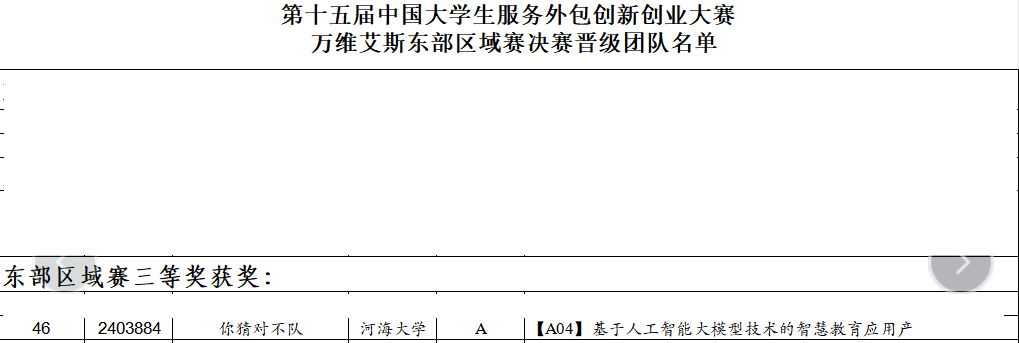 第十五届中国大学生服务外包创新创业大赛
万维艾斯东部区域赛决赛晋级团队名单
东部区域赛三等奖获奖：
46 2403884 你猜对不队 河海大学 A 【A04】基于人工智能大模型技术的智慧教育应用产